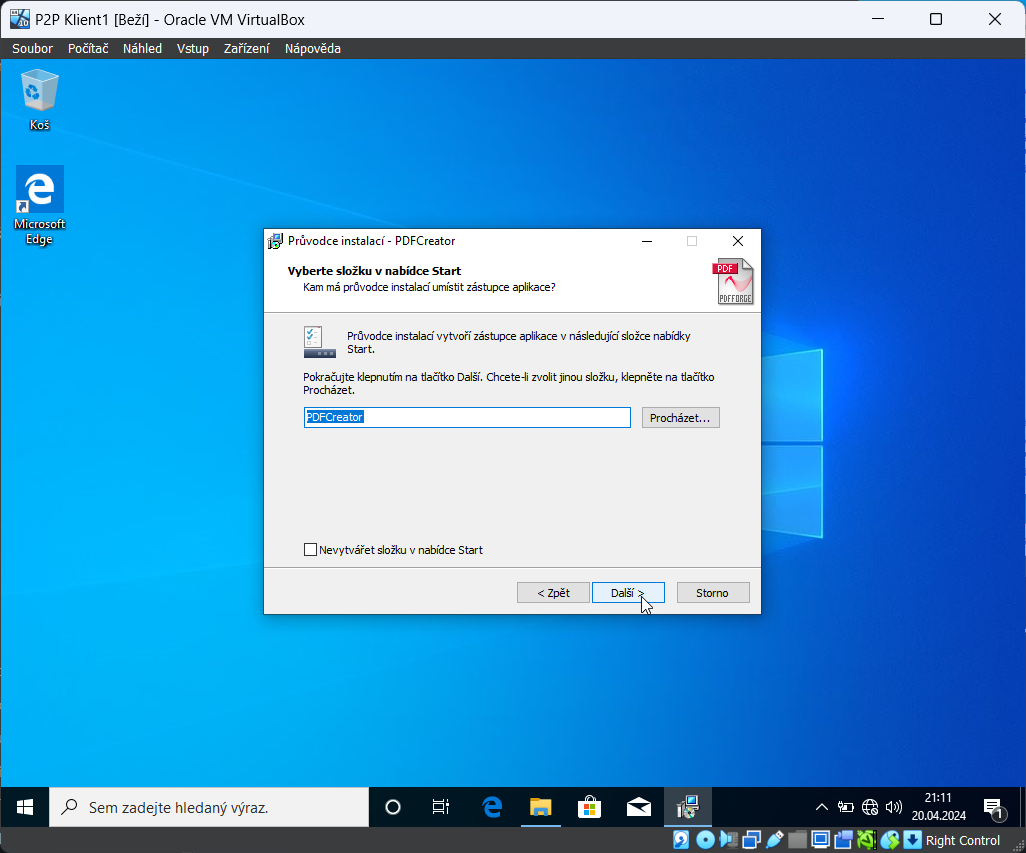 P2P Klient1 [Beží] - Oracle VM VirtualBox
Soubor Počítač Náhled Vstup Zařízení Nápověda
Koš
Microsoft
Edge
Průvodce instalací - PDFCreator
Vyberte složku v nabídce Start
Kam má průvodce instalací umístit zástupce aplikace?
PDF
PDFFORGE
Průvodce instalací vytvoří zástupce aplikace v následující složce nabídky
Start.
Pokračujte klepnutím na tlačítko Další. Chcete-li zvolit jinou složku, klepněte na tlačítko
Procházet.
PDFCreator
Procházet...
Nevytvářet složku v nabídce Start
< Zpět
Další >
Storno
Sem zadejte hledaný výraz.
21:11
20.04.2024
1
Right Control